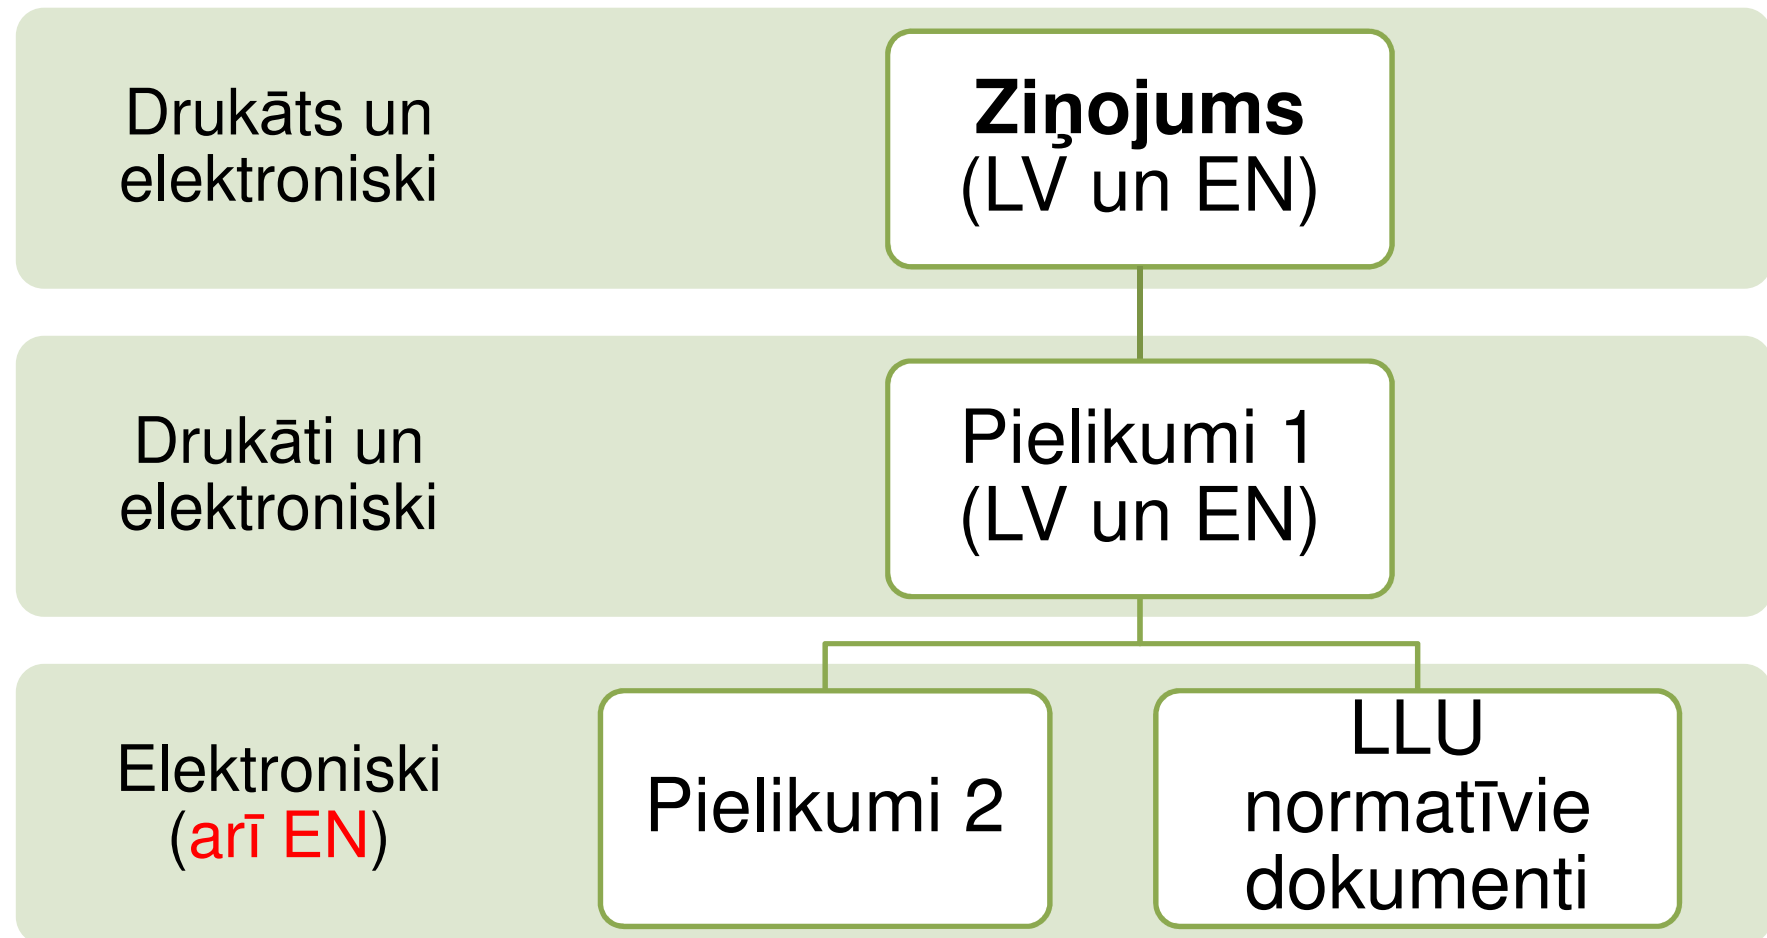 Drukāts un
elektroniski
Ziņojums
(LV un EN)
Drukāti un
elektroniski
Pielikumi 1
(LV un EN)
Elektroniski
(arī EN)
Pielikumi 2
LLU
normatīvie
dokumenti